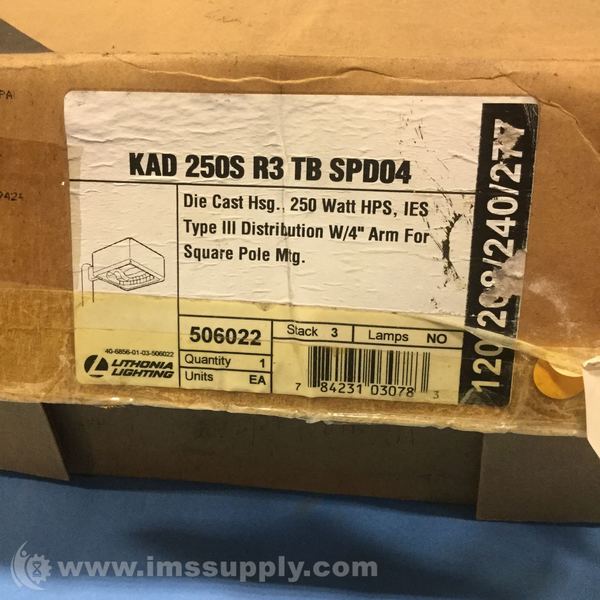 PA
9424
KAD 250S R3 TB SPD04
Die Cast Hsg., 250 Watt HPS, IES
Type III Distribution W/4" Arm For
Square Pole Mtg.
120/208/240/277
40-6856-01-03-506022
LITHONIA
LIGHTING
506022
Stack 3
Lamps NO
Quantity 1
Units EA
7 84231 03078 3
www.imssupply.com